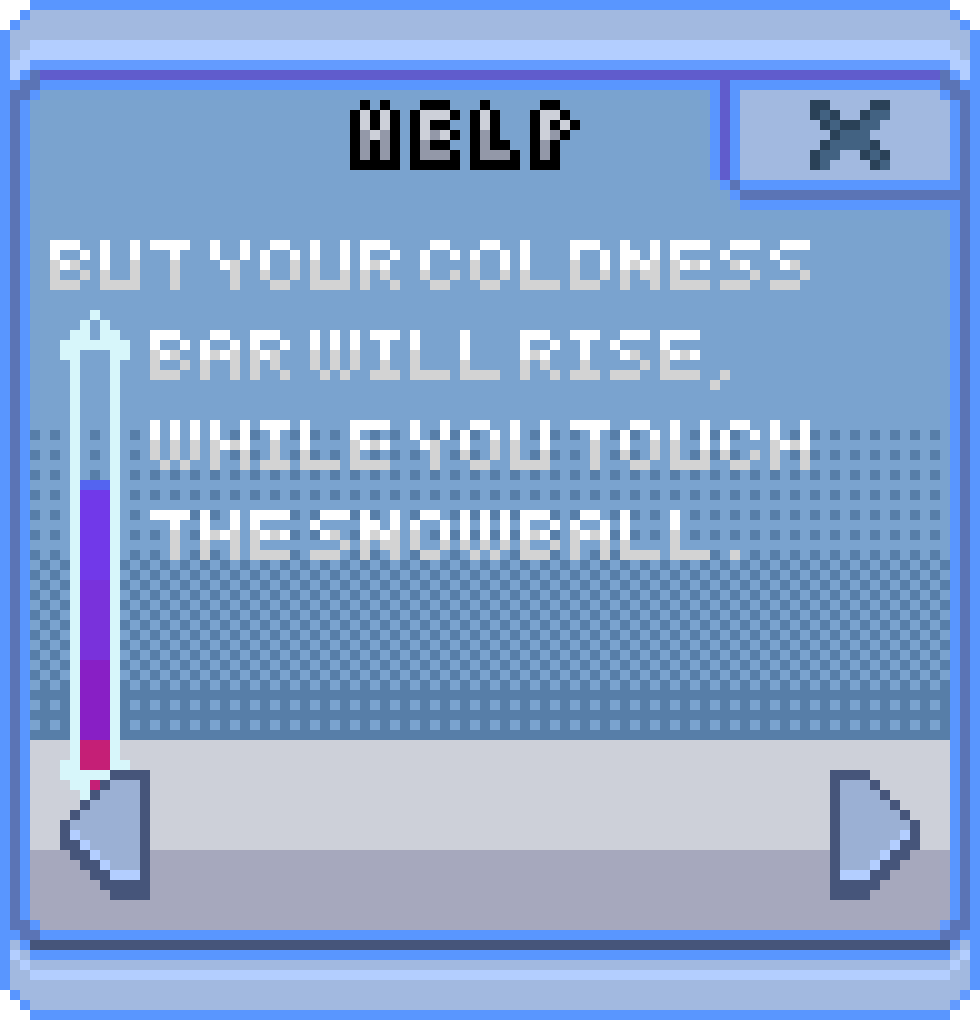 HELP
BUT YOUR COLDNESS
BAR WILL RISE,
WHILE YOU TOUCH
THE SNOWBALL.